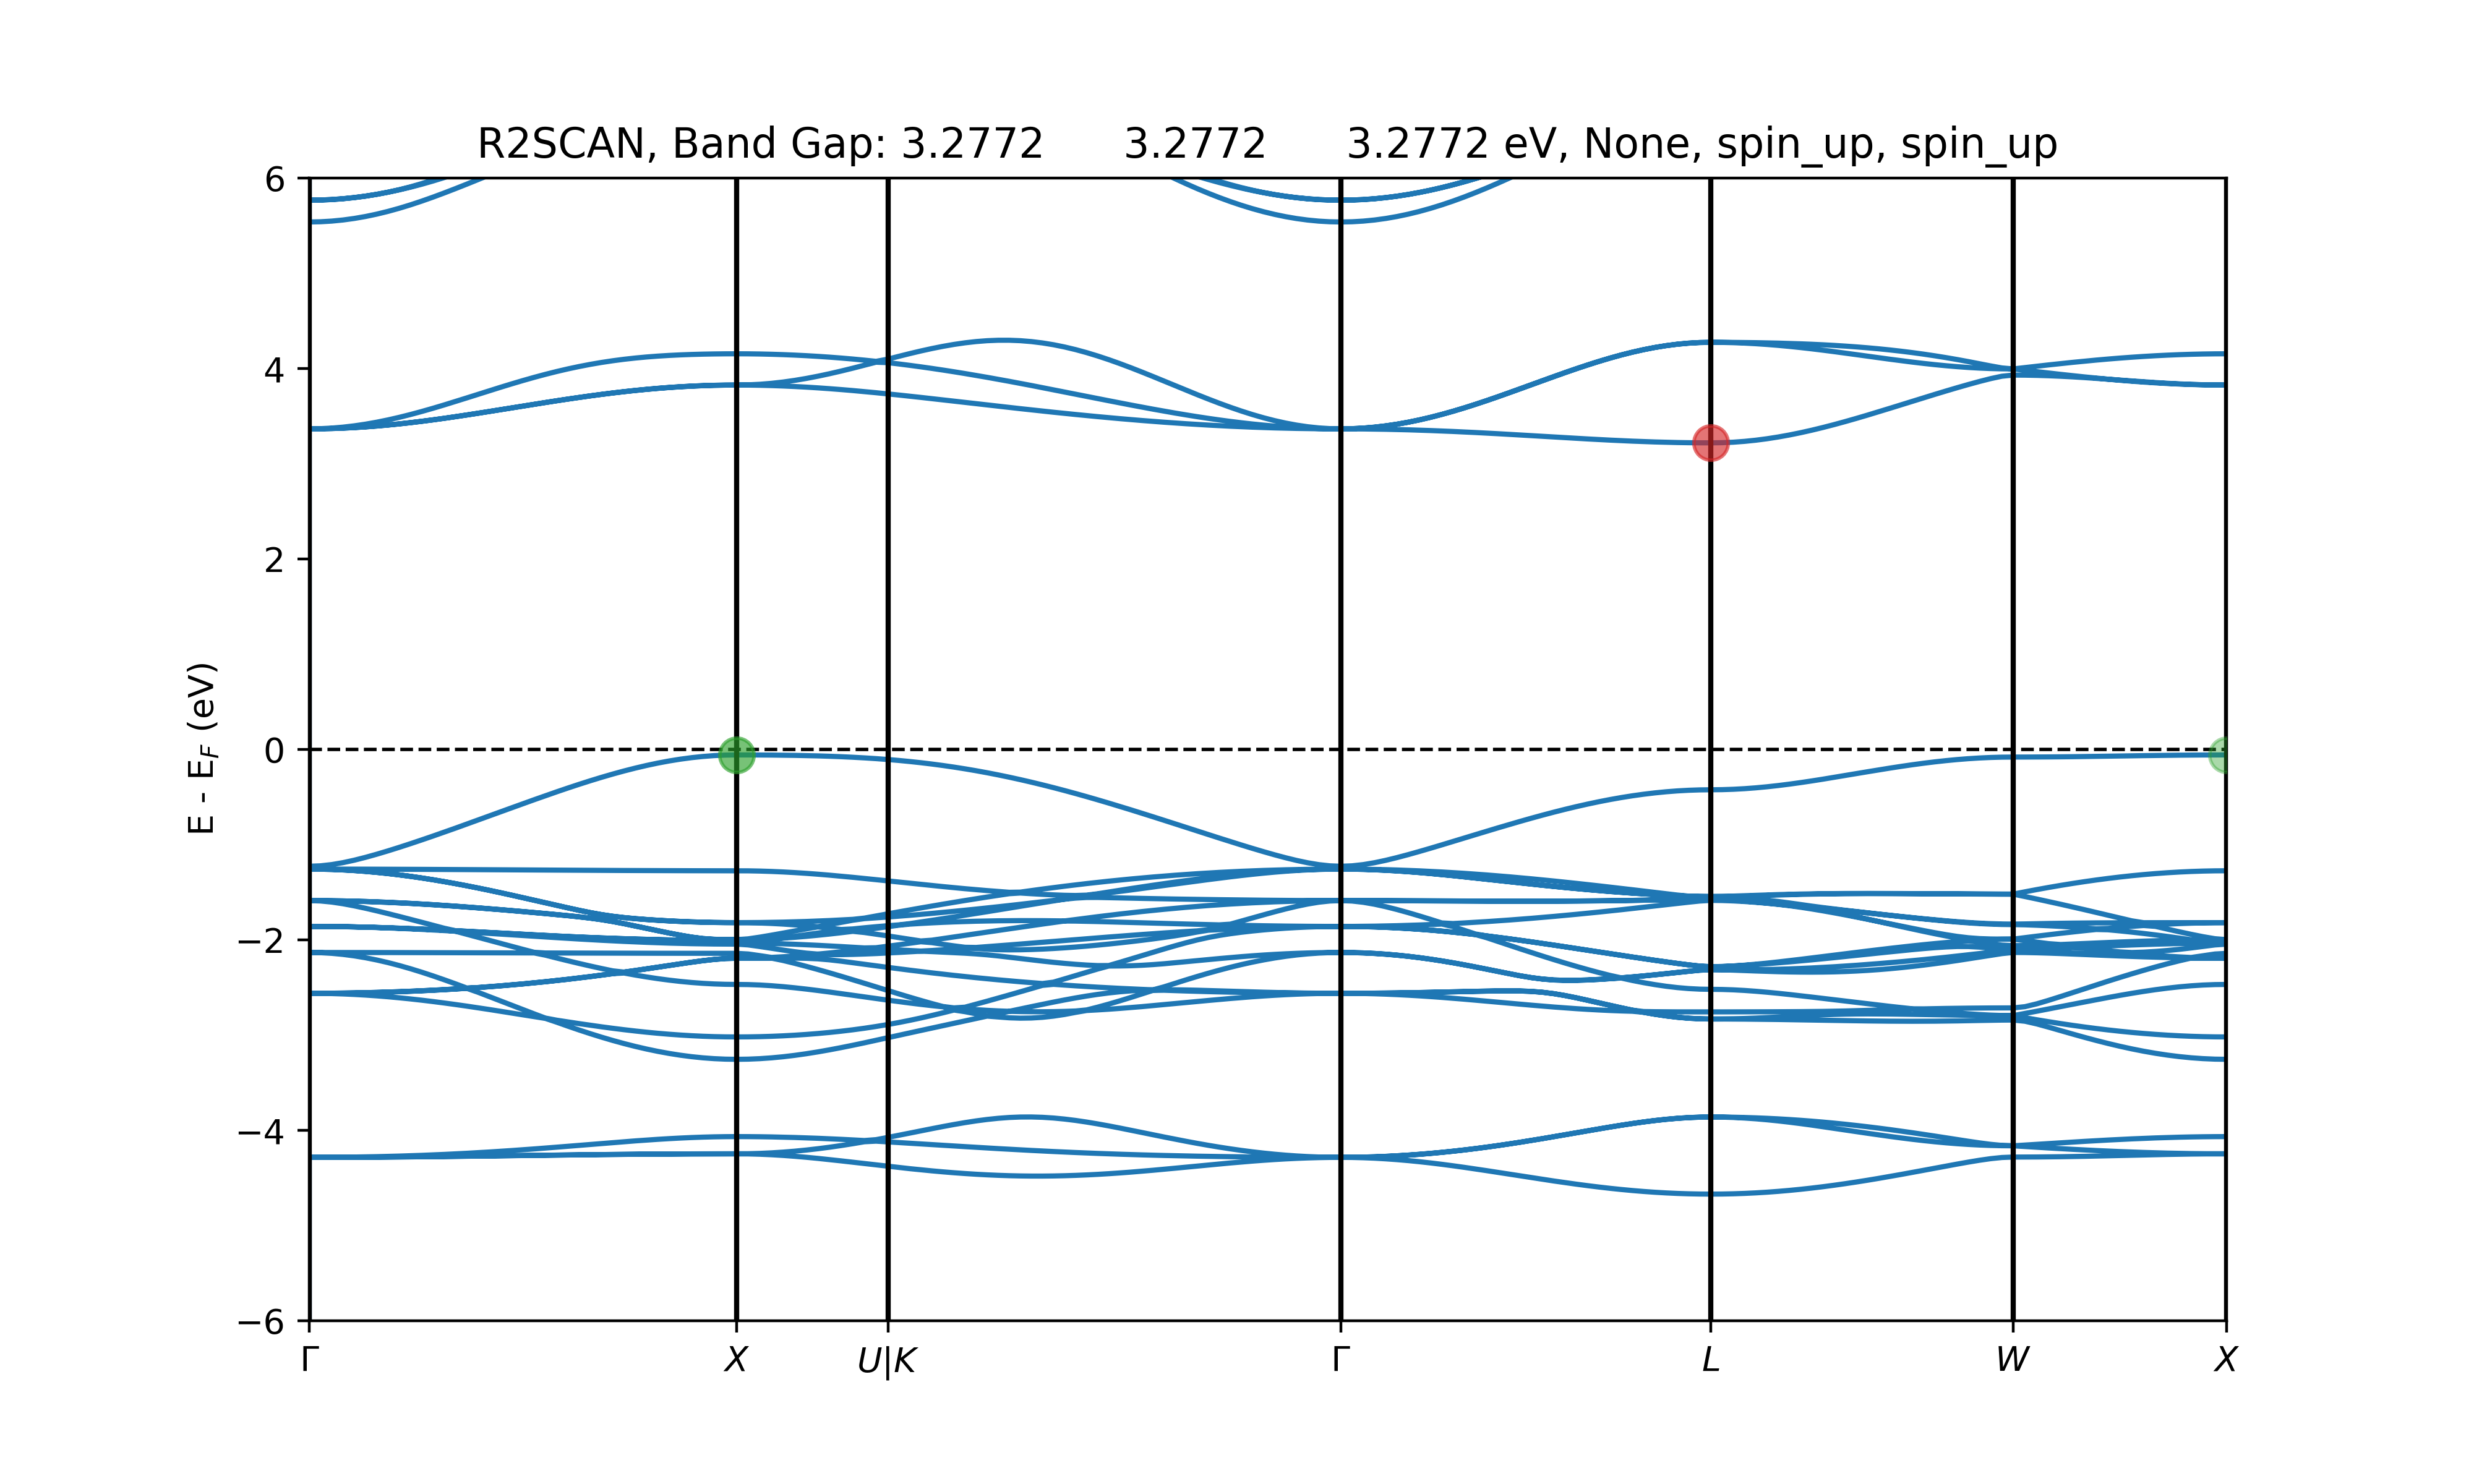 R2SCAN, Band Gap: 3.2772 3.2772 3.2772 eV, None, spin_up, spin_up
6
4
2
0
−2
−4
−6
E - E_F (eV)
Γ X U|K Γ L W X